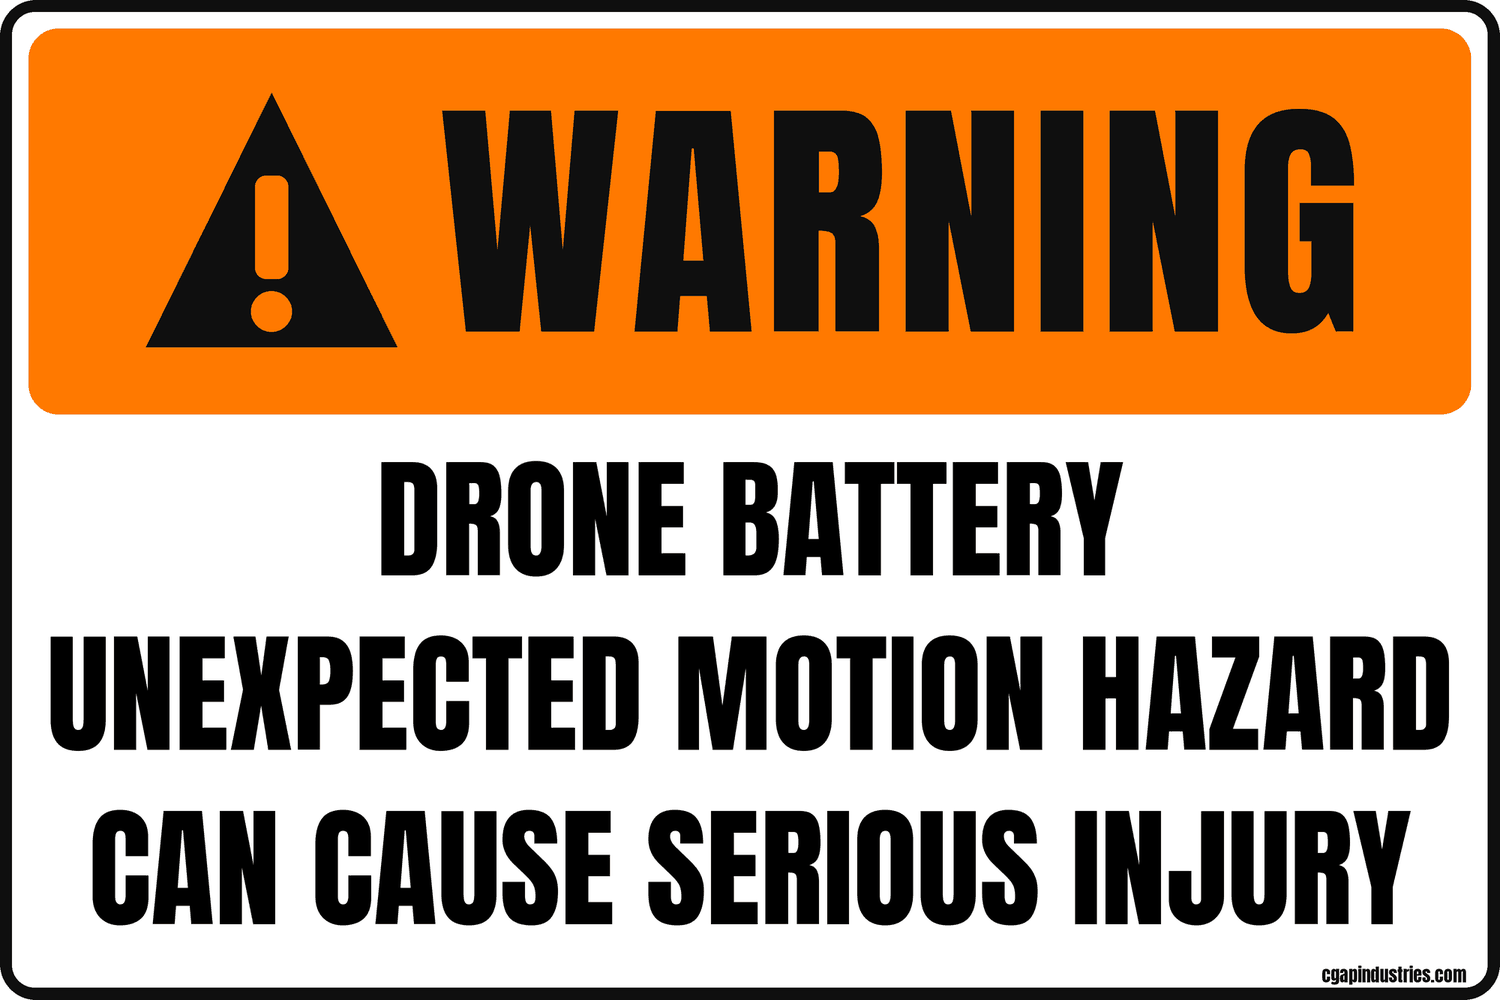 WARNING
DRONE BATTERY
UNEXPECTED MOTION HAZARD
CAN CAUSE SERIOUS INJURY
cgapindustries.com